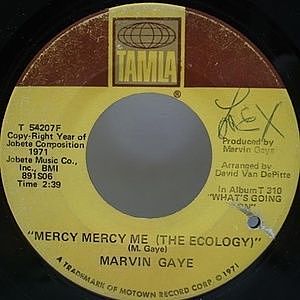 TAMLA
T 54207F
Copy-Right Year of
Jobete Composition
1971
Jobete Music Co.,
Inc., BMI
891S06
Time: 2:39
LEX
Produced by
Marvin Gaye
Arranged by
David Van DePitte
In Album T 310
"WHAT'S GOING
ON"
"MERCY MERCY ME (THE ECOLOGY)"
(M. Gaye)
MARVIN GAYE
A TRADEMARK OF MOTOWN RECORD CORP. ©1971